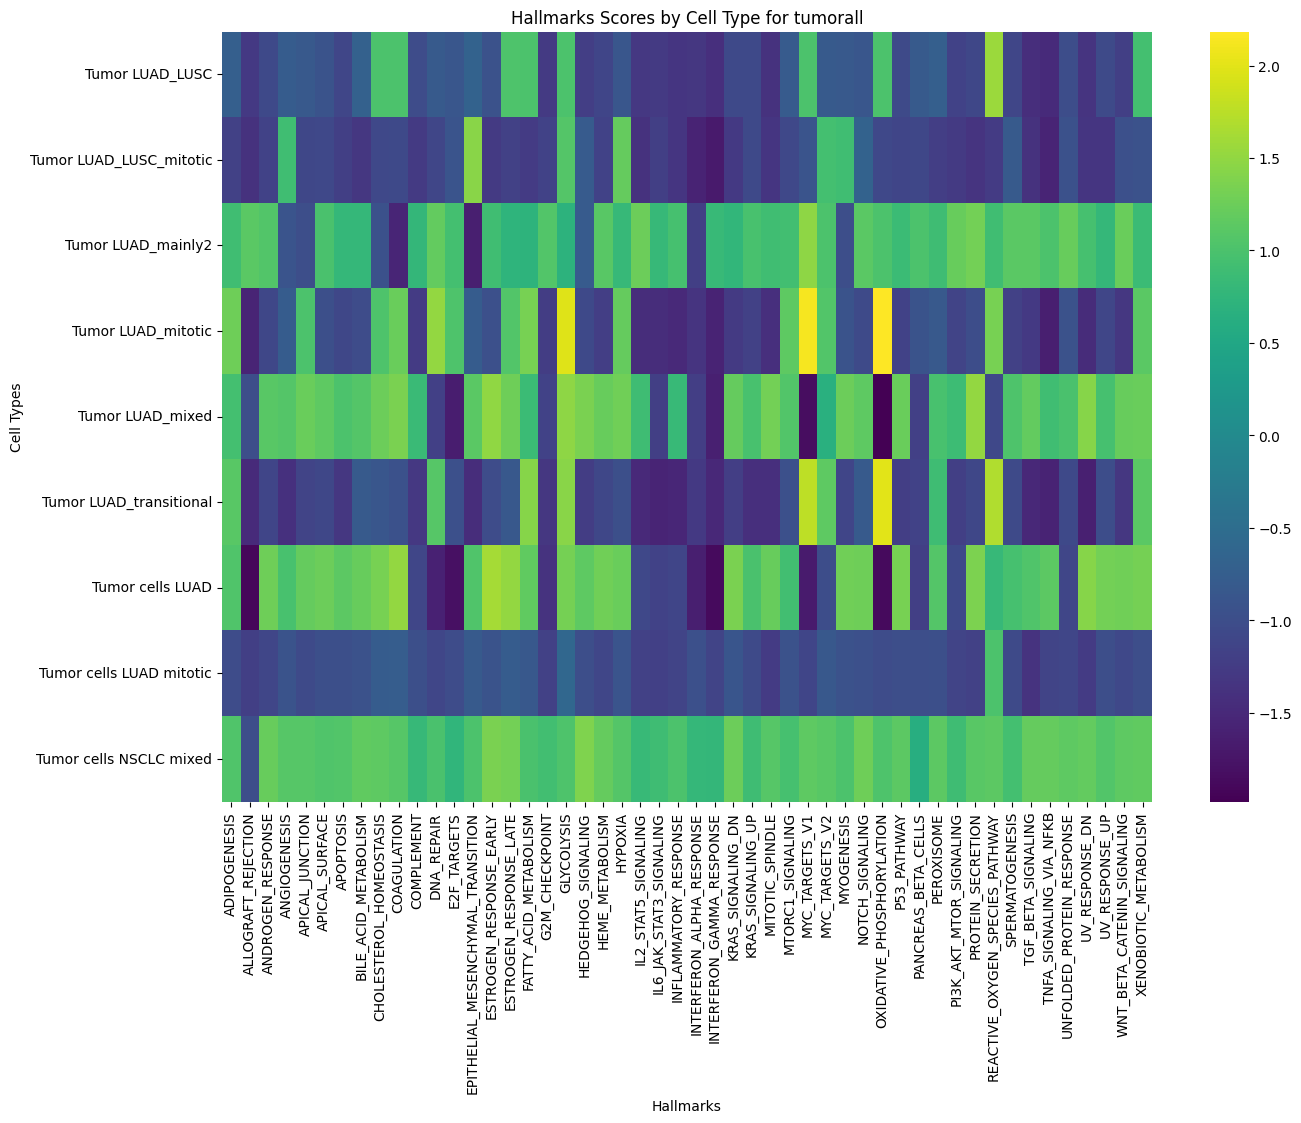 Hallmarks Scores by Cell Type for tumorall
Cell Types
Tumor LUAD_LUSC
Tumor LUAD_LUSC_mitotic
Tumor LUAD_mainly2
Tumor LUAD_mitotic
Tumor LUAD_mixed
Tumor LUAD_transitional
Tumor cells LUAD
Tumor cells LUAD mitotic
Tumor cells NSCLC mixed
ADIPOGENESIS
ALLOGRAFT_REJECTION
ANDROGEN_RESPONSE
ANGIOGENESIS
APICAL_JUNCTION
APICAL_SURFACE
APOPTOSIS
BILE_ACID_METABOLISM
CHOLESTEROL_HOMEOSTASIS
COAGULATION
COMPLEMENT
DNA_REPAIR
E2F_TARGETS
EPITHELIAL_MESENCHYMAL_TRANSITION
ESTROGEN_RESPONSE_EARLY
ESTROGEN_RESPONSE_LATE
FATTY_ACID_METABOLISM
G2M_CHECKPOINT
GLYCOLYSIS
HEDGEHOG_SIGNALING
HEME_METABOLISM
HYPOXIA
IL2_STAT5_SIGNALING
IL6_JAK_STAT3_SIGNALING
INFLAMMATORY_RESPONSE
INTERFERON_ALPHA_RESPONSE
INTERFERON_GAMMA_RESPONSE
KRAS_SIGNALING_DN
KRAS_SIGNALING_UP
MITOTIC_SPINDLE
MTORC1_SIGNALING
MYC_TARGETS_V1
MYC_TARGETS_V2
MYOGENESIS
NOTCH_SIGNALING
OXIDATIVE_PHOSPHORYLATION
P53_PATHWAY
PANCREAS_BETA_CELLS
PEROXISOME
PI3K_AKT_MTOR_SIGNALING
PROTEIN_SECRETION
REACTIVE_OXYGEN_SPECIES_PATHWAY
SPERMATOGENESIS
TGF_BETA_SIGNALING
TNFA_SIGNALING_VIA_NFKB
UNFOLDED_PROTEIN_RESPONSE
UV_RESPONSE_DN
UV_RESPONSE_UP
WNT_BETA_CATENIN_SIGNALING
XENOBIOTIC_METABOLISM
Hallmarks
2.0
1.5
1.0
0.5
0.0
−0.5
−1.0
−1.5